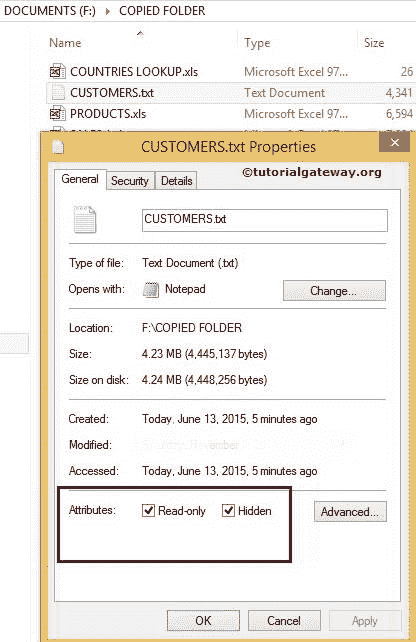 DOCUMENTS (F:) ▸ COPIED FOLDER
Name Type Size
COUNTRIES LOOKUP.xls Microsoft Excel 97... 26
CUSTOMERS.txt Text Document 4,341
PRODUCTS.xls Microsoft Excel 97... 6,594
CUSTOMERS.txt Properties
General Security Details
©tutorialgateway.org
CUSTOMERS.txt
Type of file: Text Document (.txt)
Opens with: Notepad Change...
Location: F:\COPIED FOLDER
Size: 4.23 MB (4,445,137 bytes)
Size on disk: 4.24 MB (4,448,256 bytes)
Created: Today, June 13, 2015, 5 minutes ago
Modified:
Accessed: Today, June 13, 2015, 5 minutes ago
Attributes: Read-only Hidden Advanced...
OK Cancel Apply